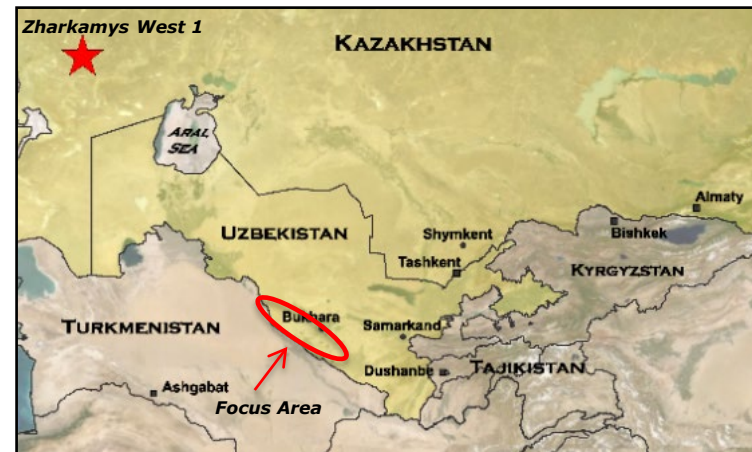 Zharkamys West 1
KAZAKHSTAN
ARAL
SEA
Almaty
UZBEKISTAN
Shymkent
Bishkek
Tashkent
KYRGYZSTAN
Bukhara
TURKMENISTAN
Samarkand
Dushanbe
TAJIKISTAN
Ashgabat
Focus Area